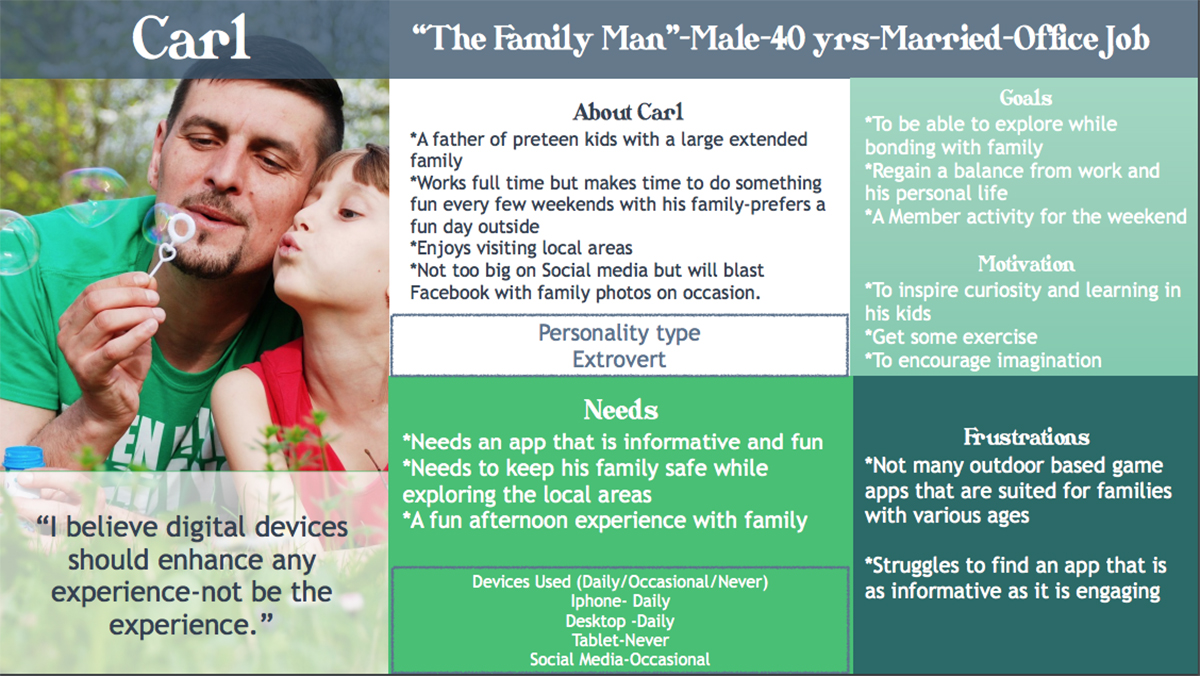 Carl
“The Family Man”-Male-40 yrs-Married-Office Job
About Carl
*A father of preteen kids with a large extended
family
*Works full time but makes time to do something
fun every few weekends with his family-prefers a
fun day outside
*Enjoys visiting local areas
*Not too big on Social media but will blast
Facebook with family photos on occasion.
Personality type
Extrovert
Goals
*To be able to explore while
bonding with family
*Regain a balance from work and
his personal life
*A Member activity for the weekend
Motivation
*To inspire curiosity and learning in
his kids
*Get some exercise
*To encourage imagination
Needs
*Needs an app that is informative and fun
*Needs to keep his family safe while
exploring the local areas
*A fun afternoon experience with family
Devices Used (Daily/Occasional/Never)
Iphone- Daily
Desktop -Daily
Tablet-Never
Social Media-Occasional
Frustrations
*Not many outdoor based game
apps that are suited for families
with various ages
*Struggles to find an app that is
as informative as it is engaging
“I believe digital devices
should enhance any
experience-not be the
experience.”